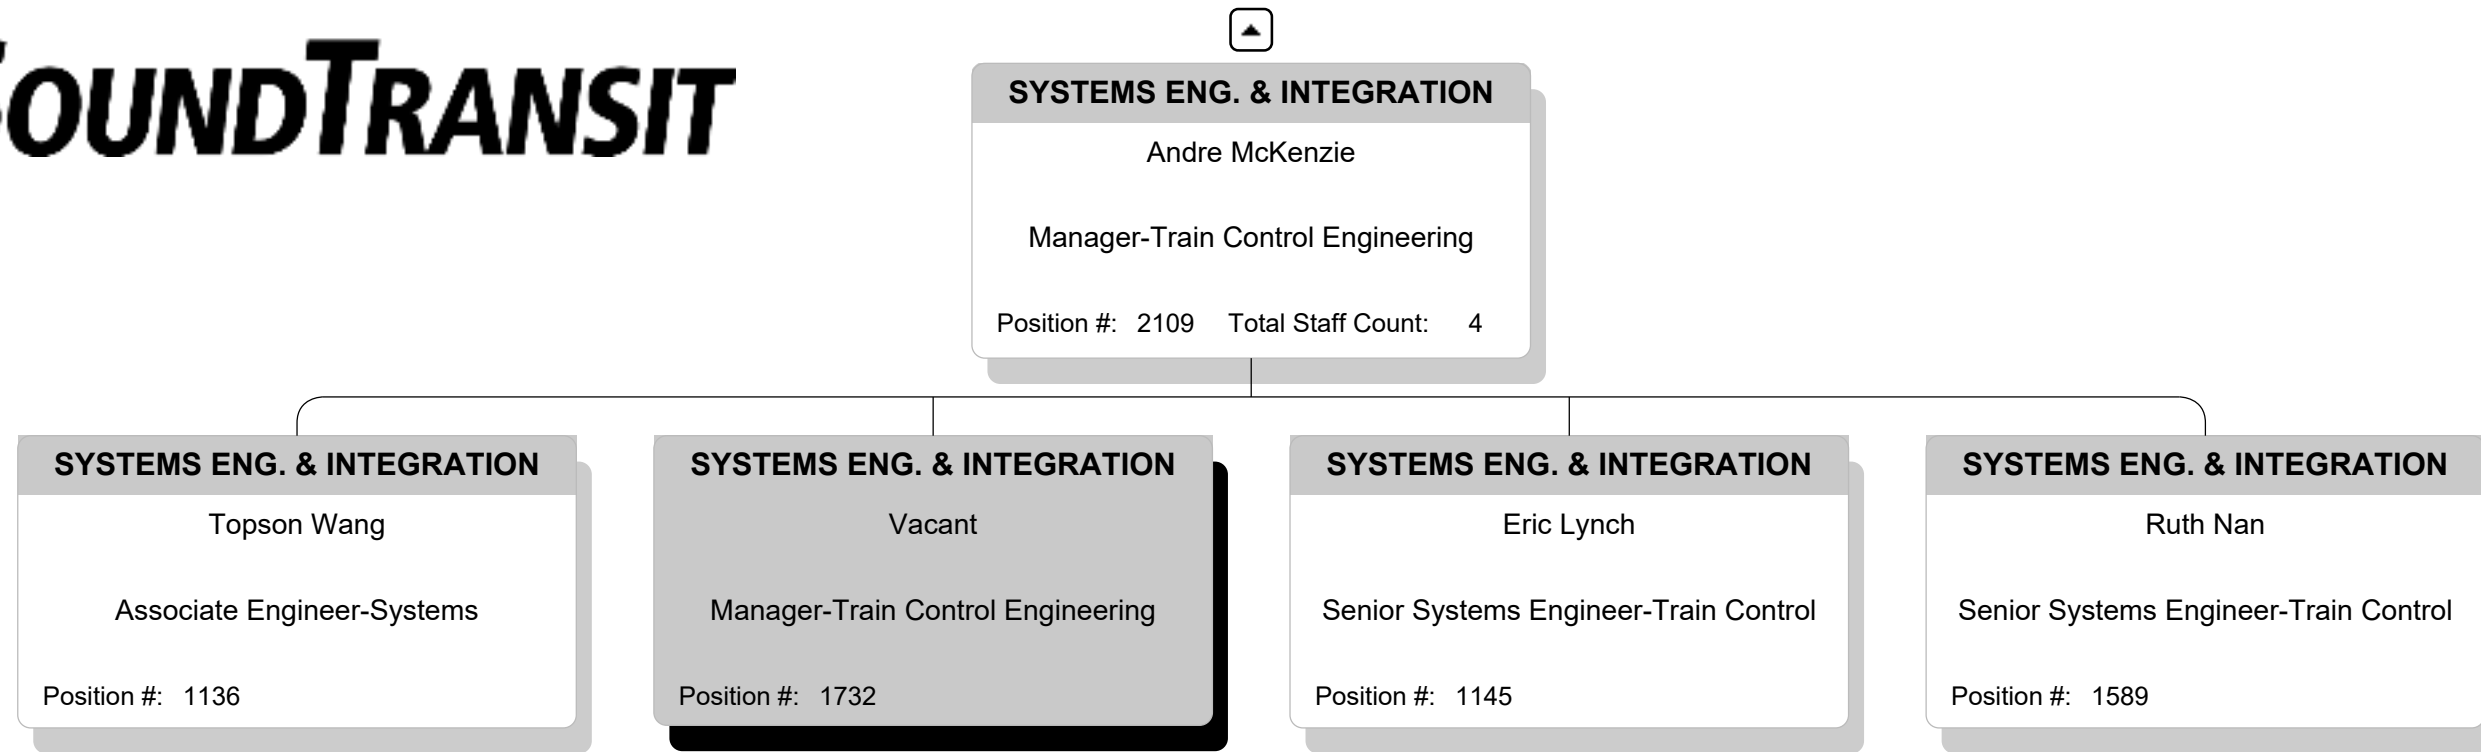 SOUNDTRANSIT
SYSTEMS ENG. & INTEGRATION
Andre McKenzie
Manager-Train Control Engineering
Position #: 2109 Total Staff Count: 4
SYSTEMS ENG. & INTEGRATION
Topson Wang
Associate Engineer-Systems
Position #: 1136
SYSTEMS ENG. & INTEGRATION
Vacant
Manager-Train Control Engineering
Position #: 1732
SYSTEMS ENG. & INTEGRATION
Eric Lynch
Senior Systems Engineer-Train Control
Position #: 1145
SYSTEMS ENG. & INTEGRATION
Ruth Nan
Senior Systems Engineer-Train Control
Position #: 1589